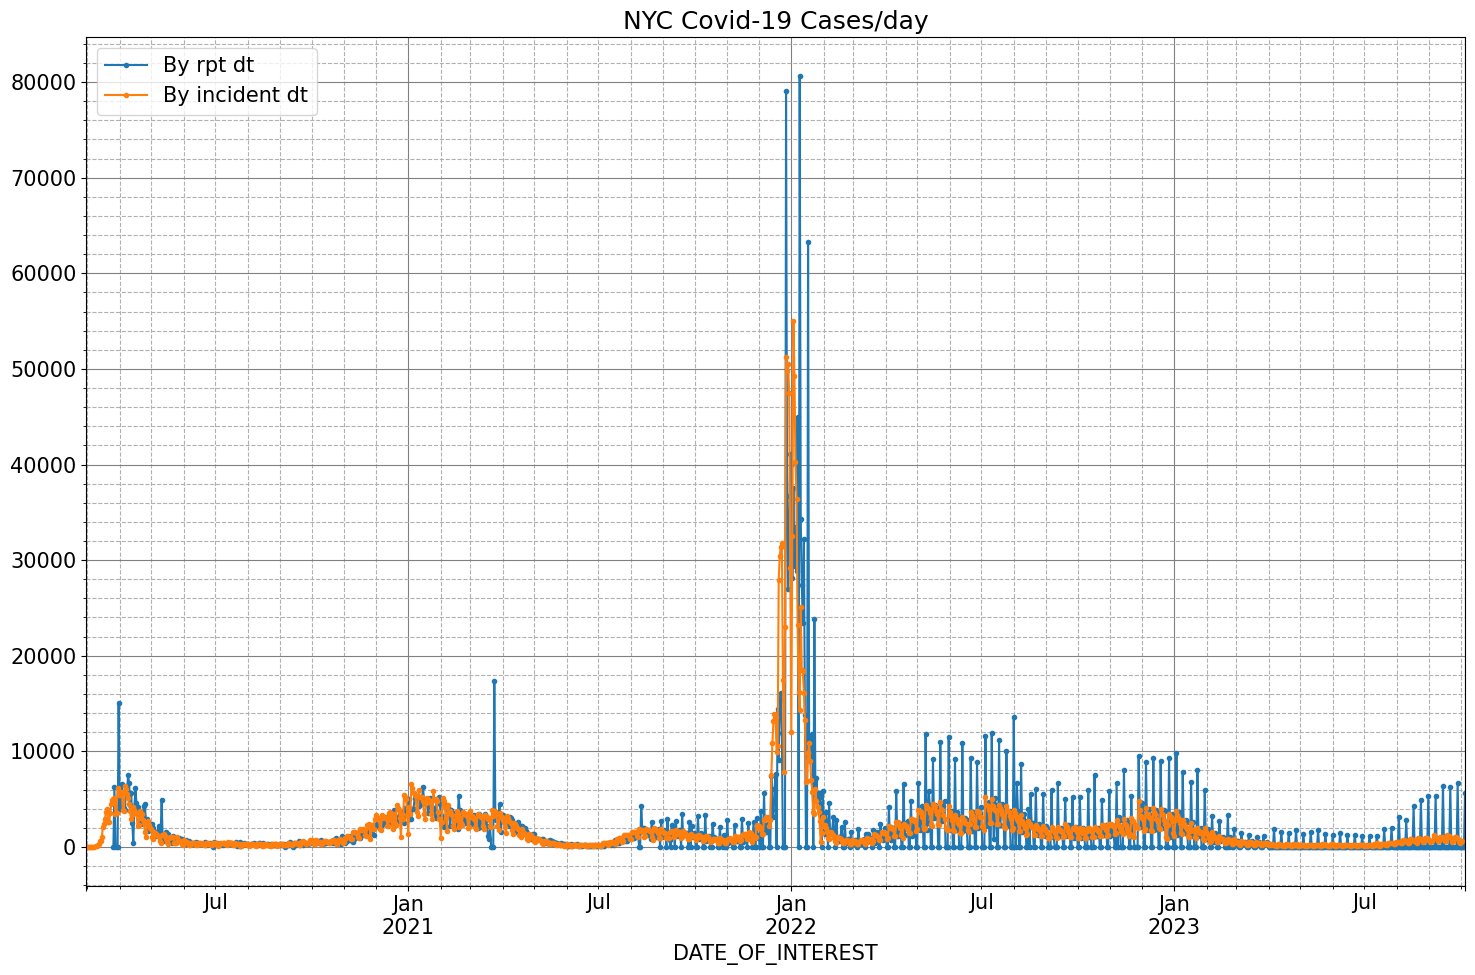 NYC Covid-19 Cases/day
By rpt dt
By incident dt
80000
70000
60000
50000
40000
30000
20000
10000
0
Jul Jan Jul Jan Jul Jan Jul
2021 2022 2023
DATE_OF_INTEREST